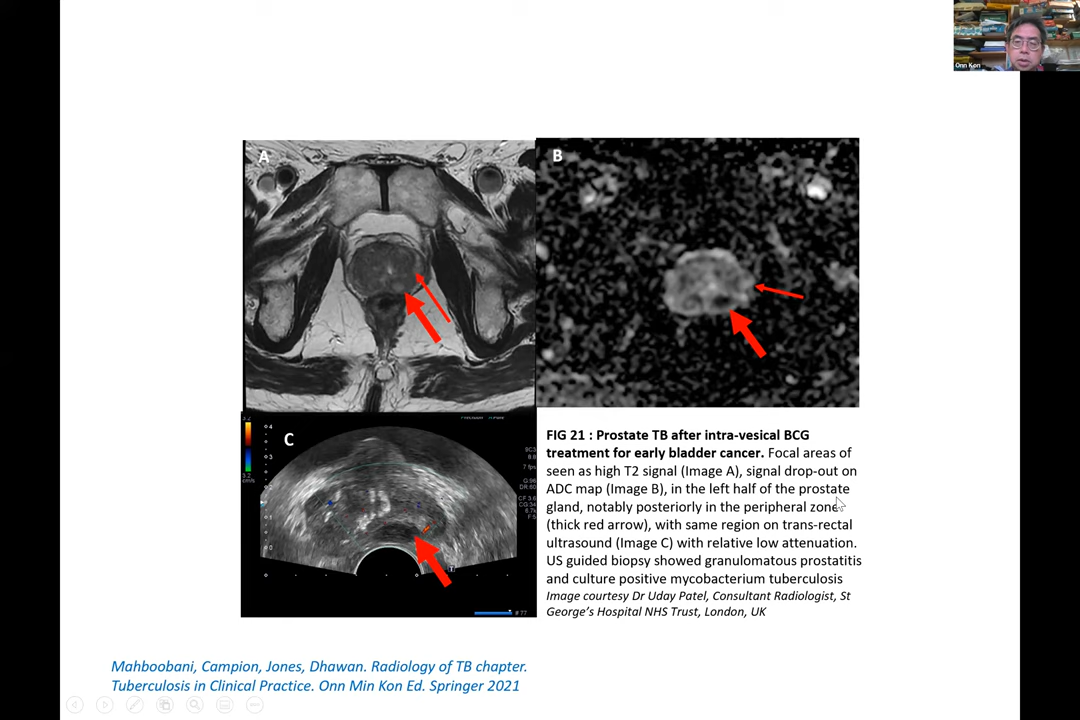 Onn Kon
A
B
C
FIG 21 : Prostate TB after intra-vesical BCG
treatment for early bladder cancer. Focal areas of
seen as high T2 signal (Image A), signal drop-out on
ADC map (Image B), in the left half of the prostate
gland, notably posteriorly in the peripheral zone
(thick red arrow), with same region on trans-rectal
ultrasound (Image C) with relative low attenuation.
US guided biopsy showed granulomatous prostatitis
and culture positive mycobacterium tuberculosis
Image courtesy Dr Uday Patel, Consultant Radiologist, St
George's Hospital NHS Trust, London, UK
Mahboobani, Campion, Jones, Dhawan. Radiology of TB chapter.
Tuberculosis in Clinical Practice. Onn Min Kon Ed. Springer 2021